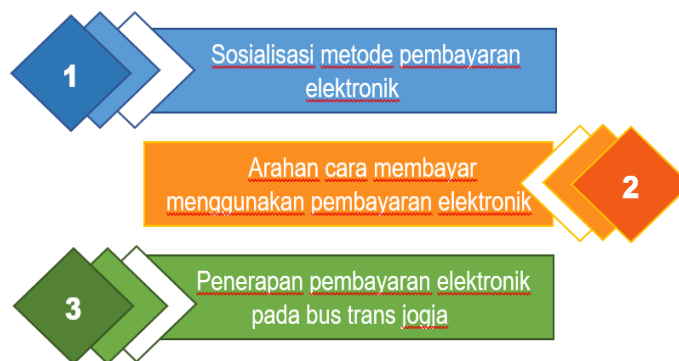 1
Sosialisasi metode pembayaran
elektronik
Arahan cara membayar
menggunakan pembayaran elektronik
2
3
Penerapan pembayaran elektronik
pada bus trans jogja